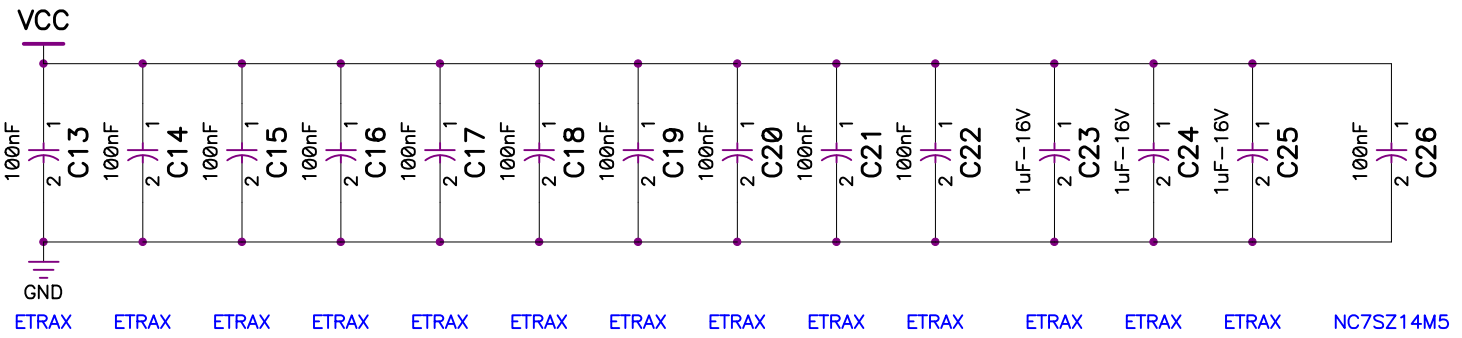 VCC
100nF 1 2 C13
100nF 1 2 C14
100nF 1 2 C15
100nF 1 2 C16
100nF 1 2 C17
100nF 1 2 C18
100nF 1 2 C19
100nF 1 2 C20
100nF 1 2 C21
100nF 1 2 C22
1uF-16V 1 2 C23
1uF-16V 1 2 C24
1uF-16V 1 2 C25
100nF 1 2 C26
GND
ETRAX ETRAX ETRAX ETRAX ETRAX ETRAX ETRAX ETRAX ETRAX ETRAX ETRAX ETRAX NC7SZ14M5